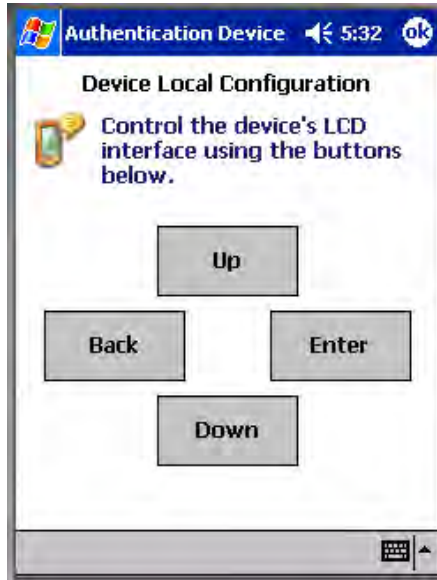 Authentication Device 5:32 ok
Device Local Configuration
Control the device's LCD
interface using the buttons
below.
Up
Back Enter
Down